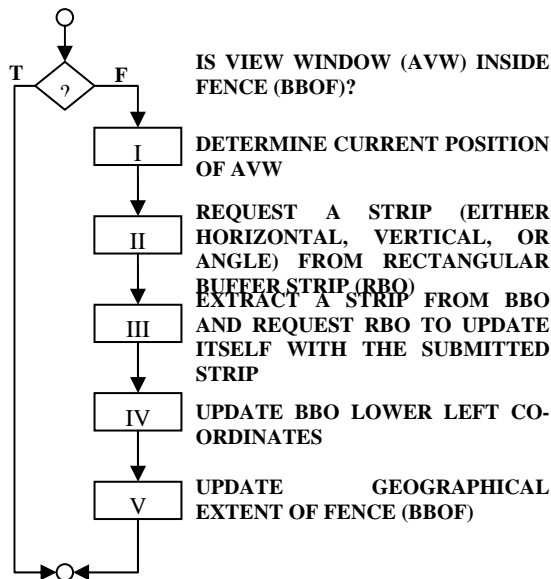 IS VIEW WINDOW (AVW) INSIDE
FENCE (BBOF)?
T
F
?
I
DETERMINE CURRENT POSITION
OF AVW
II
REQUEST A STRIP (EITHER
HORIZONTAL, VERTICAL, OR
ANGLE) FROM RECTANGULAR
BUFFER STRIP (RBO)
III
EXTRACT A STRIP FROM BBO
AND REQUEST RBO TO UPDATE
ITSELF WITH THE SUBMITTED
STRIP
IV
UPDATE BBO LOWER LEFT CO-
ORDINATES
V
UPDATE GEOGRAPHICAL
EXTENT OF FENCE (BBOF)